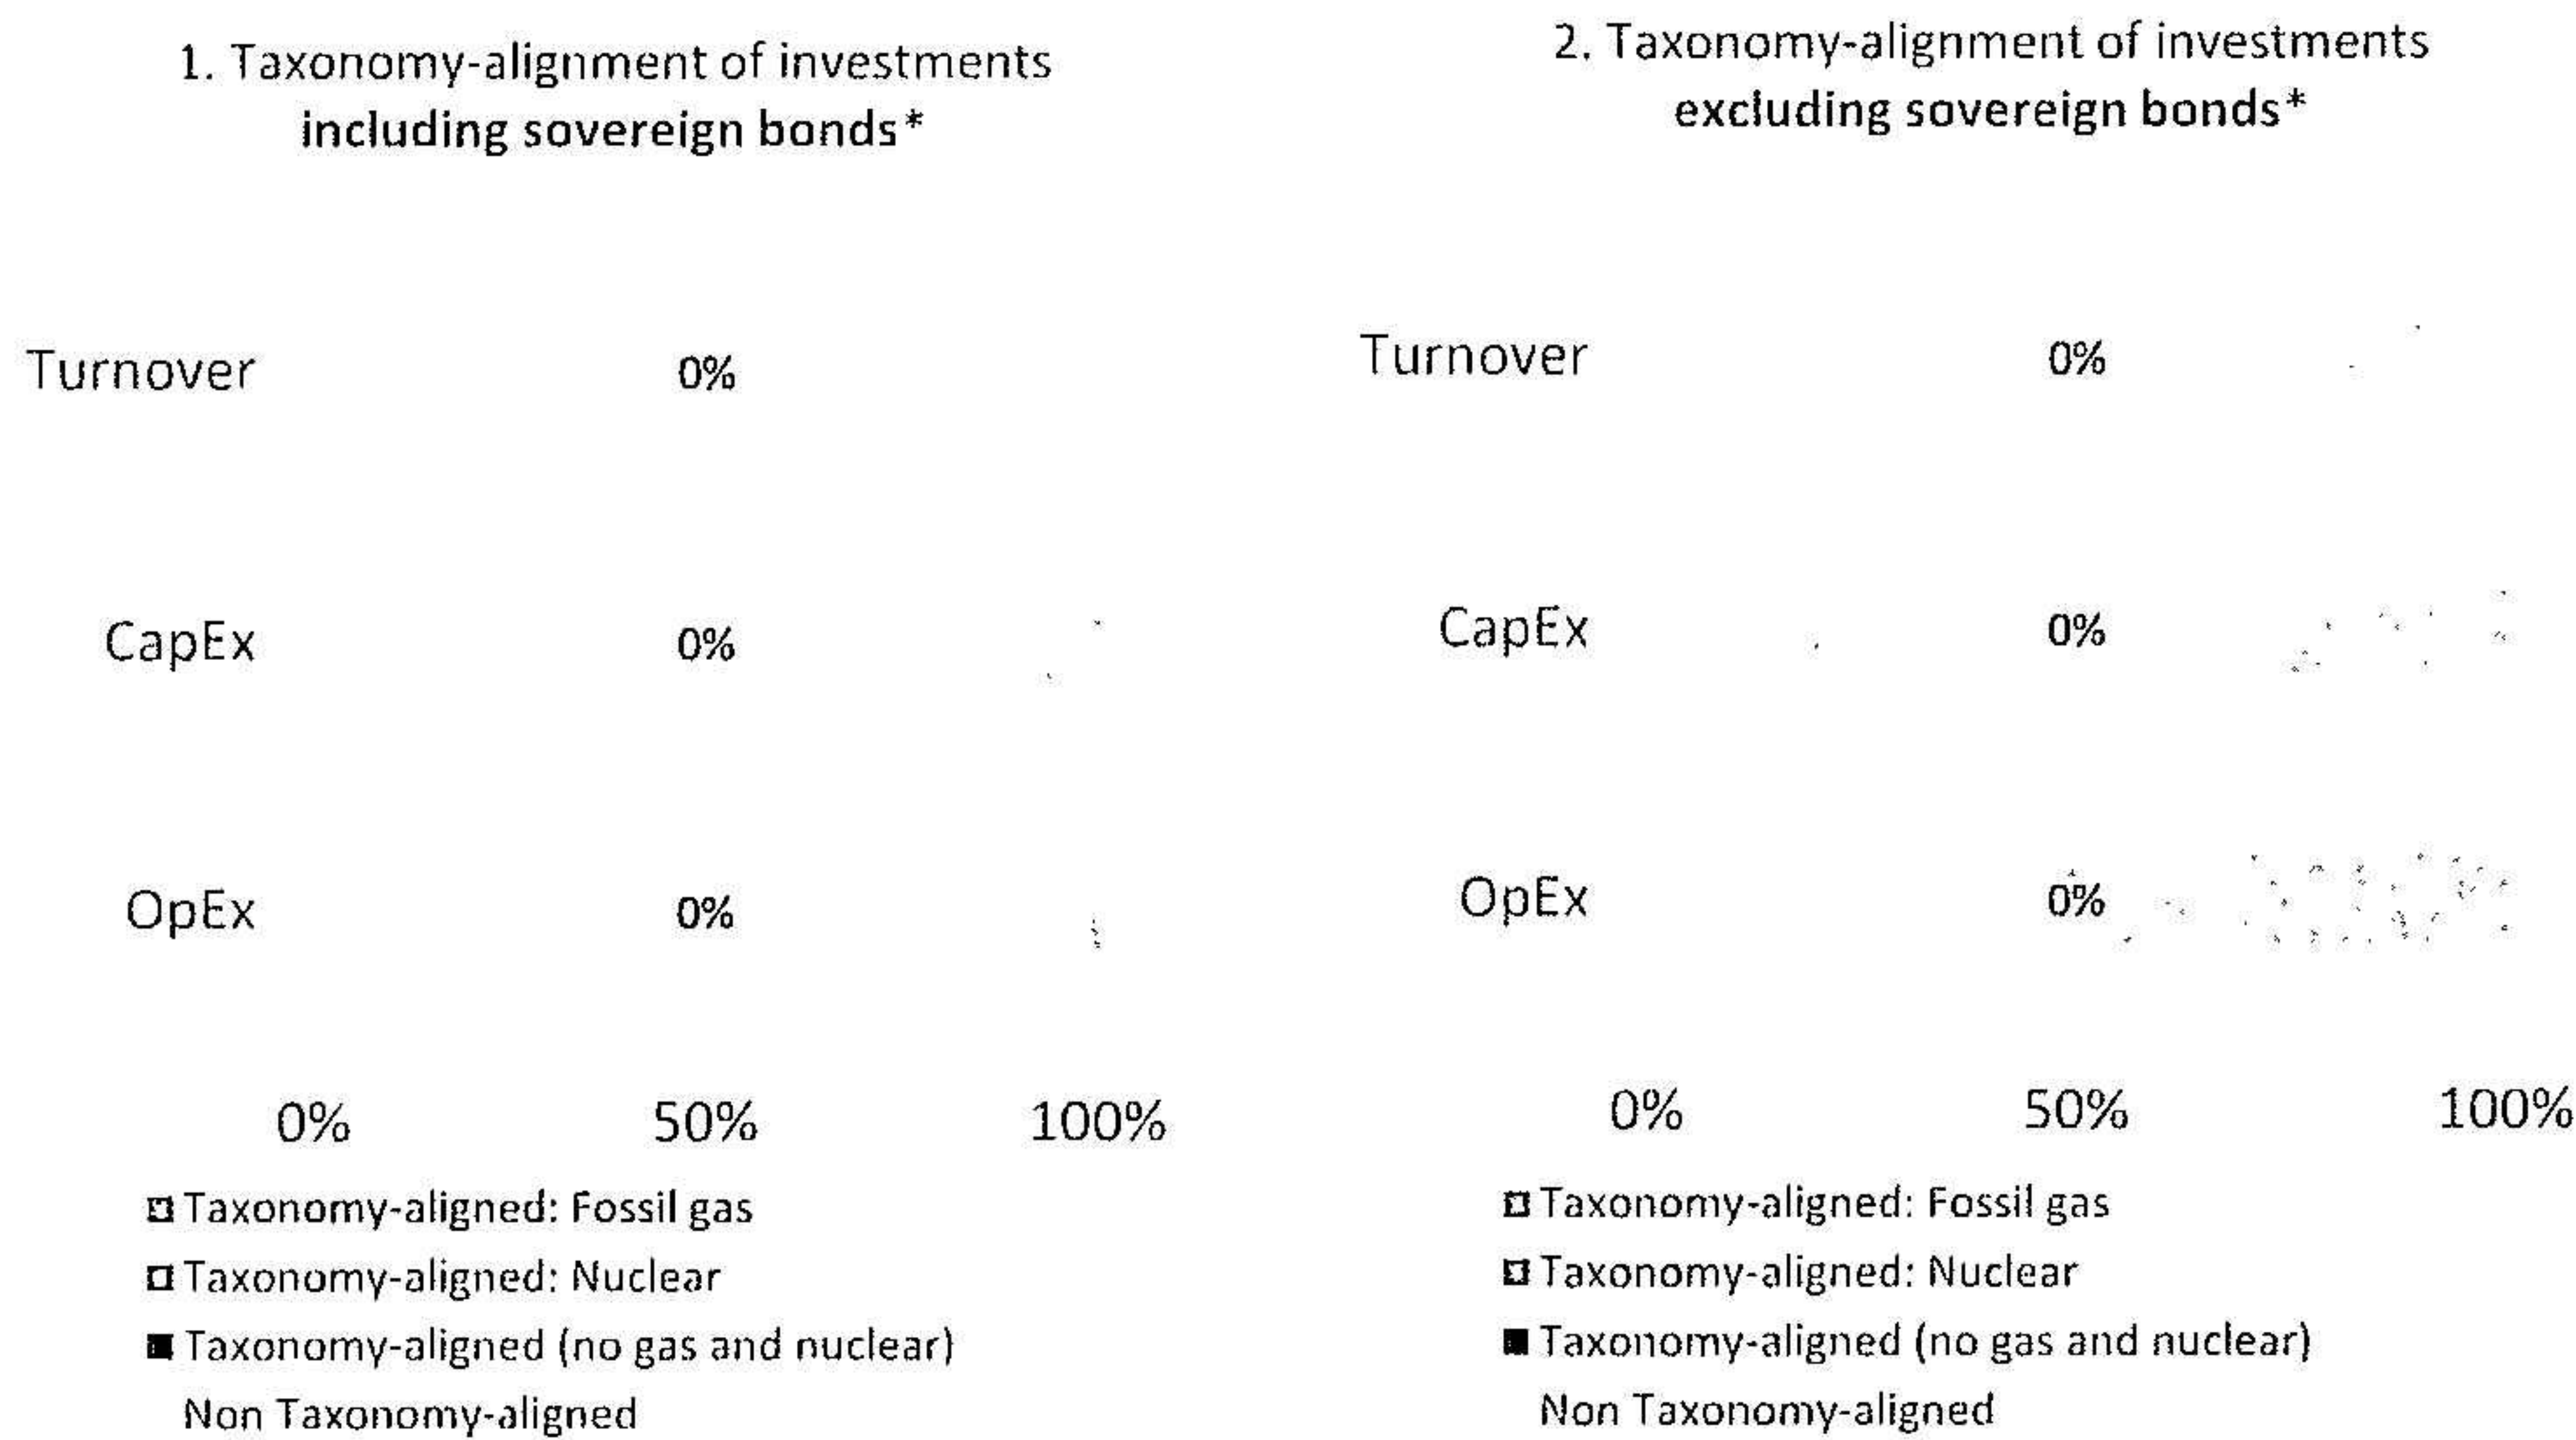 1. Taxonomy-alignment of investments
including sovereign bonds*
Turnover 0%
CapEx 0%
OpEx 0%
0% 50% 100%
Taxonomy-aligned: Fossil gas
Taxonomy-aligned: Nuclear
Taxonomy-aligned (no gas and nuclear)
Non Taxonomy-aligned
2. Taxonomy-alignment of investments
excluding sovereign bonds*
Turnover 0%
CapEx 0%
OpEx 0%
0% 50% 100%
Taxonomy-aligned: Fossil gas
Taxonomy-aligned: Nuclear
Taxonomy-aligned (no gas and nuclear)
Non Taxonomy-aligned